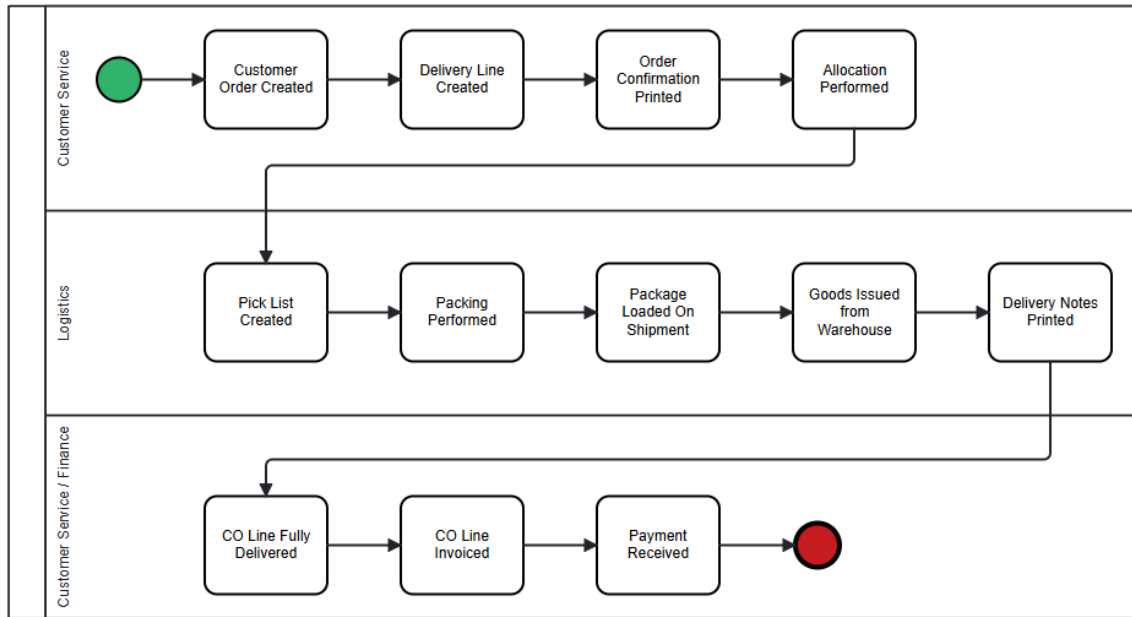 Customer Service
Customer
Order Created
Delivery Line
Created
Order
Confirmation
Printed
Allocation
Performed
Logistics
Pick List
Created
Packing
Performed
Package
Loaded On
Shipment
Goods Issued
from
Warehouse
Delivery Notes
Printed
Customer Service / Finance
CO Line Fully
Delivered
CO Line
Invoiced
Payment
Received